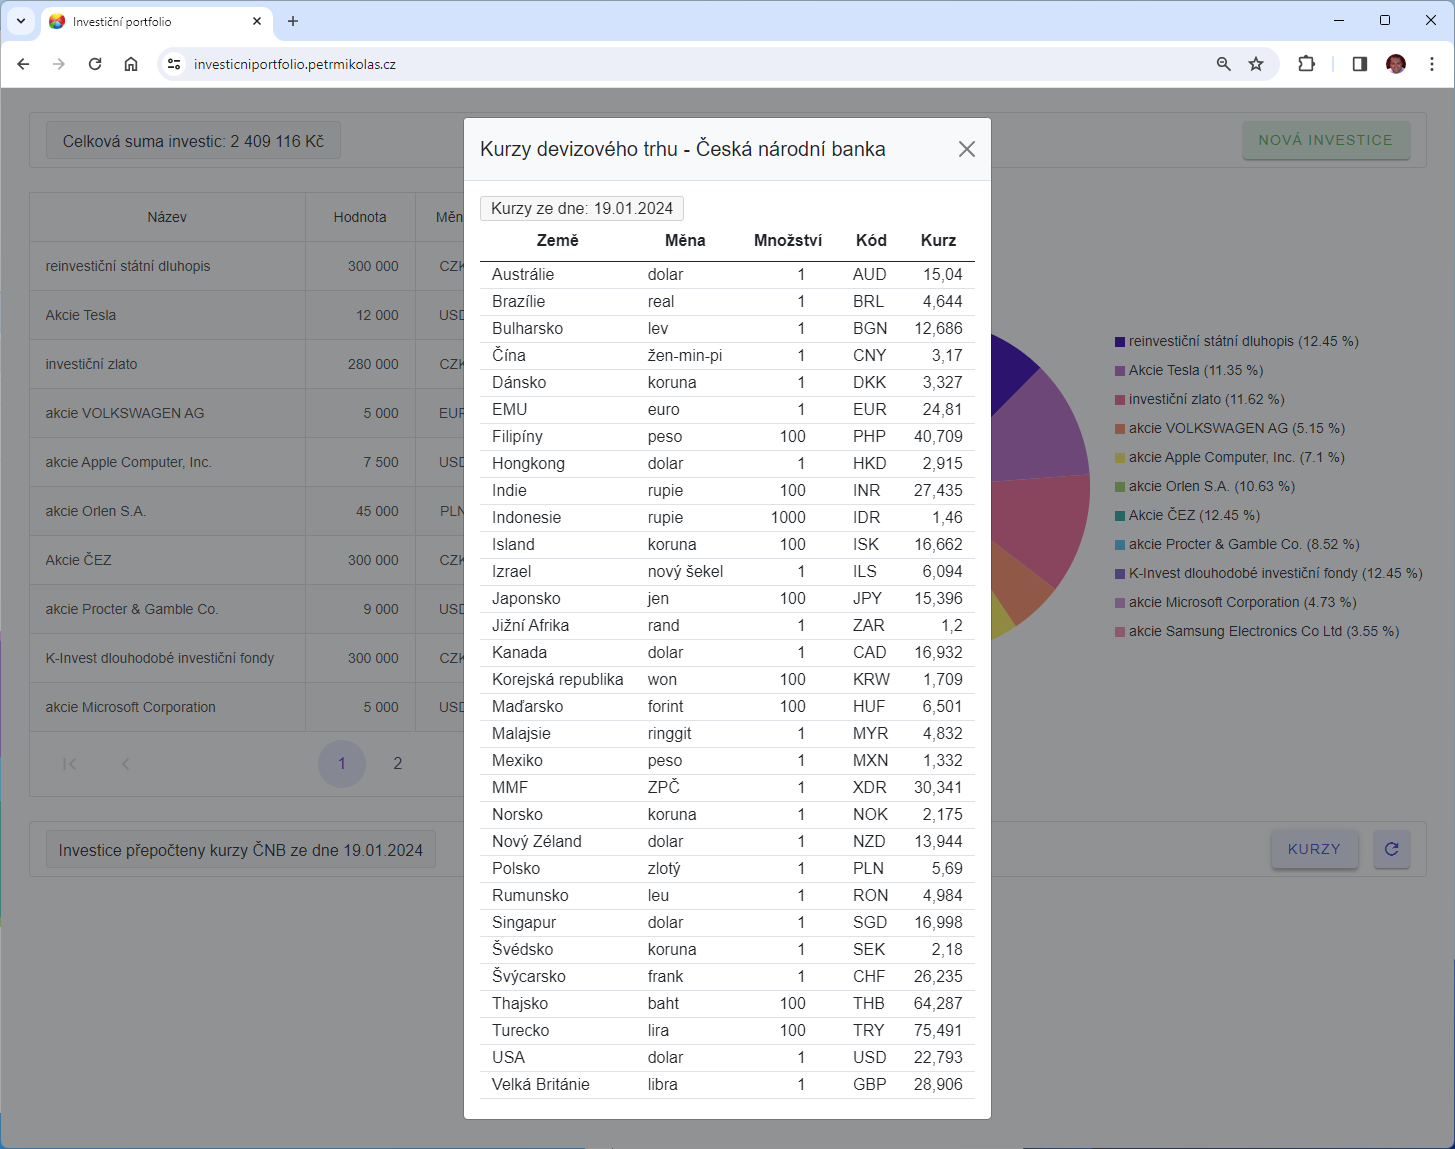 Investiční portfolio
investicniportfolio.petrmikolas.cz
Celková suma investic: 2 409 116 Kč
NOVÁ INVESTICE
Název Hodnota Měn
reinvestiční státní dluhopis 300 000 CZK
Akcie Tesla 12 000 USD
investiční zlato 280 000 CZK
akcie VOLKSWAGEN AG 5 000 EUR
akcie Apple Computer, Inc. 7 500 USD
akcie Orlen S.A. 45 000 PLN
Akcie ČEZ 300 000 CZK
akcie Procter & Gamble Co. 9 000 USD
K-Invest dlouhodobé investiční fondy 300 000 CZK
akcie Microsoft Corporation 5 000 USD
1 2
Investice přepočteny kurzy ČNB ze dne 19.01.2024
Kurzy devizového trhu - Česká národní banka
Kurzy ze dne: 19.01.2024
Země Měna Množství Kód Kurz
Austrálie dolar 1 AUD 15,04
Brazílie real 1 BRL 4,644
Bulharsko lev 1 BGN 12,686
Čína žen-min-pi 1 CNY 3,17
Dánsko koruna 1 DKK 3,327
EMU euro 1 EUR 24,81
Filipíny peso 100 PHP 40,709
Hongkong dolar 1 HKD 2,915
Indie rupie 100 INR 27,435
Indonesie rupie 1000 IDR 1,46
Island koruna 100 ISK 16,662
Izrael nový šekel 1 ILS 6,094
Japonsko jen 100 JPY 15,396
Jižní Afrika rand 1 ZAR 1,2
Kanada dolar 1 CAD 16,932
Korejská republika won 100 KRW 1,709
Maďarsko forint 100 HUF 6,501
Malajsie ringgit 1 MYR 4,832
Mexiko peso 1 MXN 1,332
MMF ZPČ 1 XDR 30,341
Norsko koruna 1 NOK 2,175
Nový Zéland dolar 1 NZD 13,944
Polsko zlotý 1 PLN 5,69
Rumunsko leu 1 RON 4,984
Singapur dolar 1 SGD 16,998
Švédsko koruna 1 SEK 2,18
Švýcarsko frank 1 CHF 26,235
Thajsko baht 100 THB 64,287
Turecko lira 100 TRY 75,491
USA dolar 1 USD 22,793
Velká Británie libra 1 GBP 28,906
reinvestiční státní dluhopis (12.45 %)
Akcie Tesla (11.35 %)
investiční zlato (11.62 %)
akcie VOLKSWAGEN AG (5.15 %)
akcie Apple Computer, Inc. (7.1 %)
akcie Orlen S.A. (10.63 %)
Akcie ČEZ (12.45 %)
akcie Procter & Gamble Co. (8.52 %)
K-Invest dlouhodobé investiční fondy (12.45 %)
akcie Microsoft Corporation (4.73 %)
akcie Samsung Electronics Co Ltd (3.55 %)
KURZY